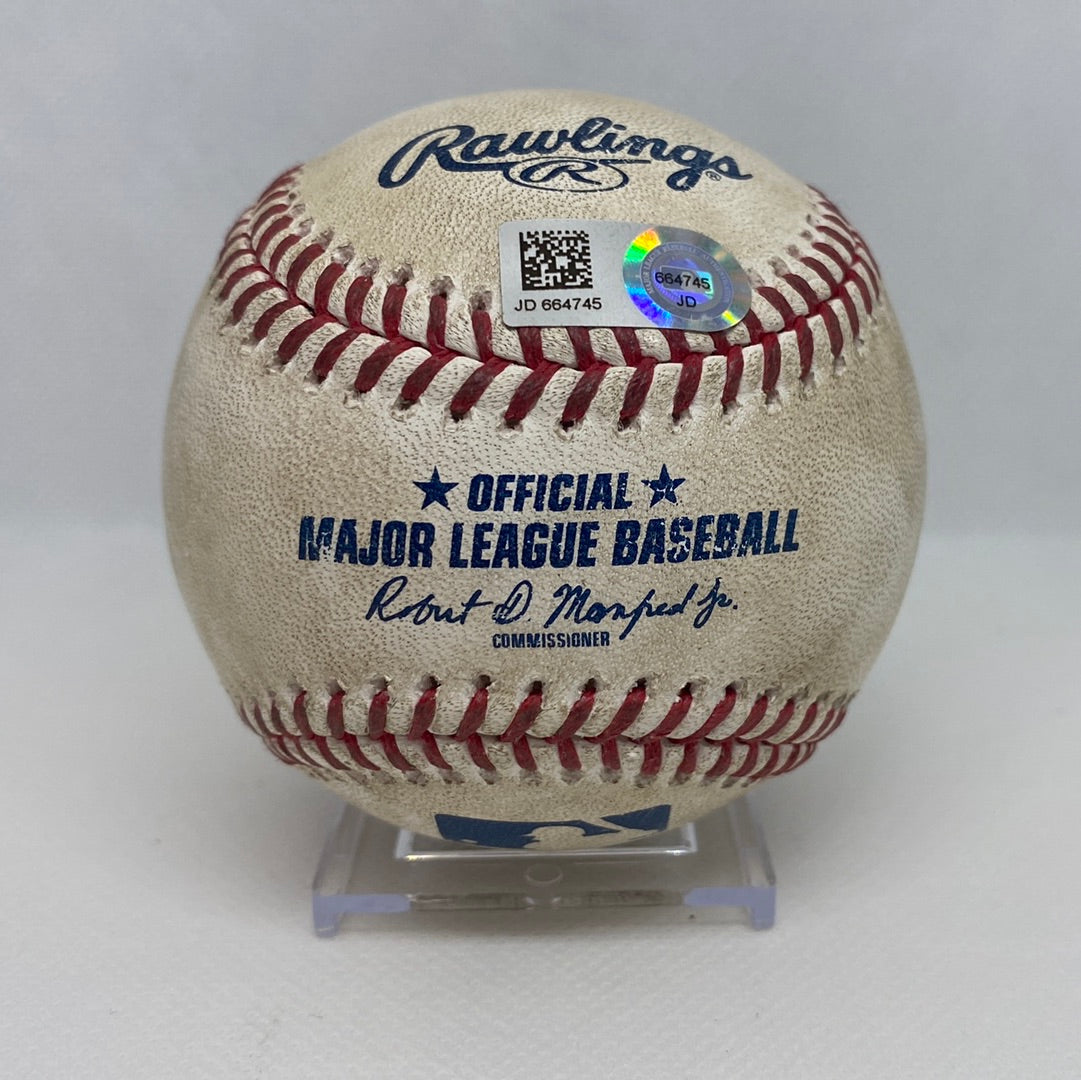 Rawlings®
R
JD 664745
664745
JD
★ OFFICIAL ★
MAJOR LEAGUE BASEBALL
Robert D. Manfred Jr.
COMMISSIONER